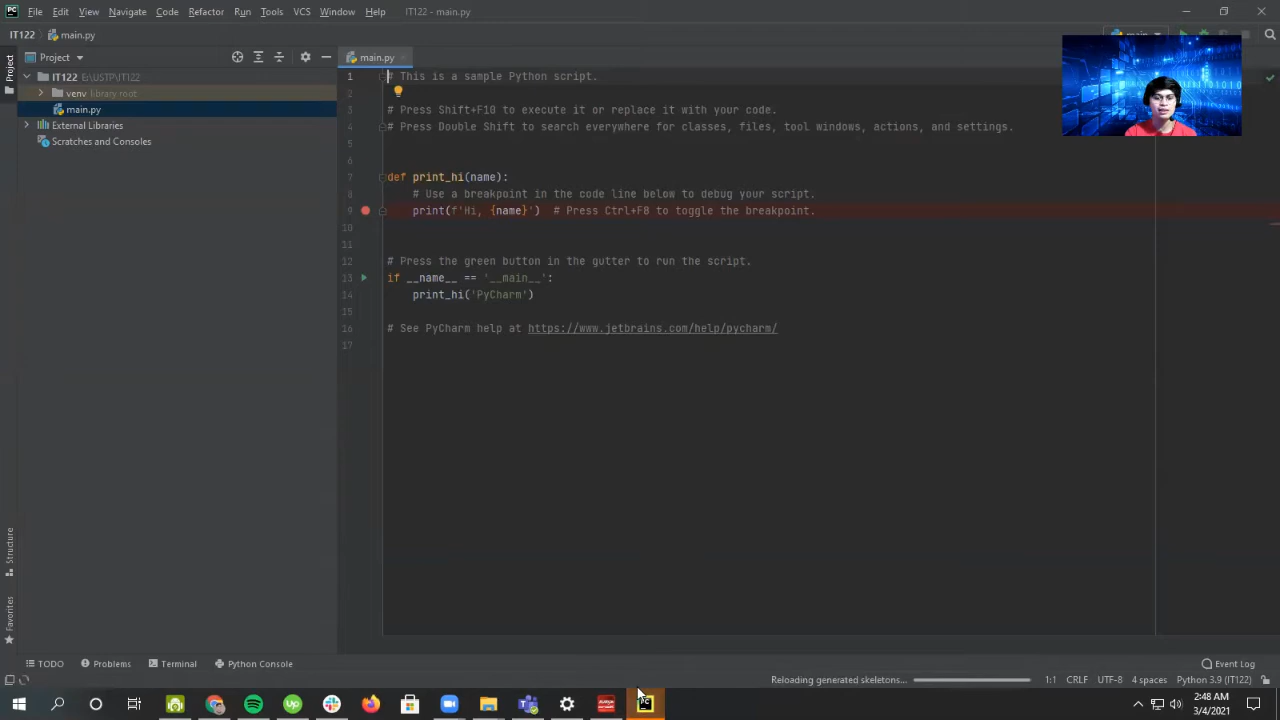 PC File Edit View Navigate Code Refactor Run Tools VCS Window Help IT122 - main.py
IT122 main.py
Project main.py
1 # This is a sample Python script.
IT122 E:\USTP\IT122
2
venv library root
main.py
3 # Press Shift+F10 to execute it or replace it with your code.
External Libraries
4 # Press Double Shift to search everywhere for classes, files, tool windows, actions, and settings.
Scratches and Consoles
5
6
7 def print_hi(name):
8 # Use a breakpoint in the code line below to debug your script.
9 print(f'Hi, {name}') # Press Ctrl+F8 to toggle the breakpoint.
10
11
12 # Press the green button in the gutter to run the script.
13 if __name__ == '__main__':
14 print_hi('PyCharm')
15
16 # See PyCharm help at https://www.jetbrains.com/help/pycharm/
17
Project
Structure
Favorites
TODO Problems Terminal Python Console Event Log
Reloading generated skeletons... 1:1 CRLF UTF-8 4 spaces Python 3.9 (IT122)
2:48 AM
3/4/2021